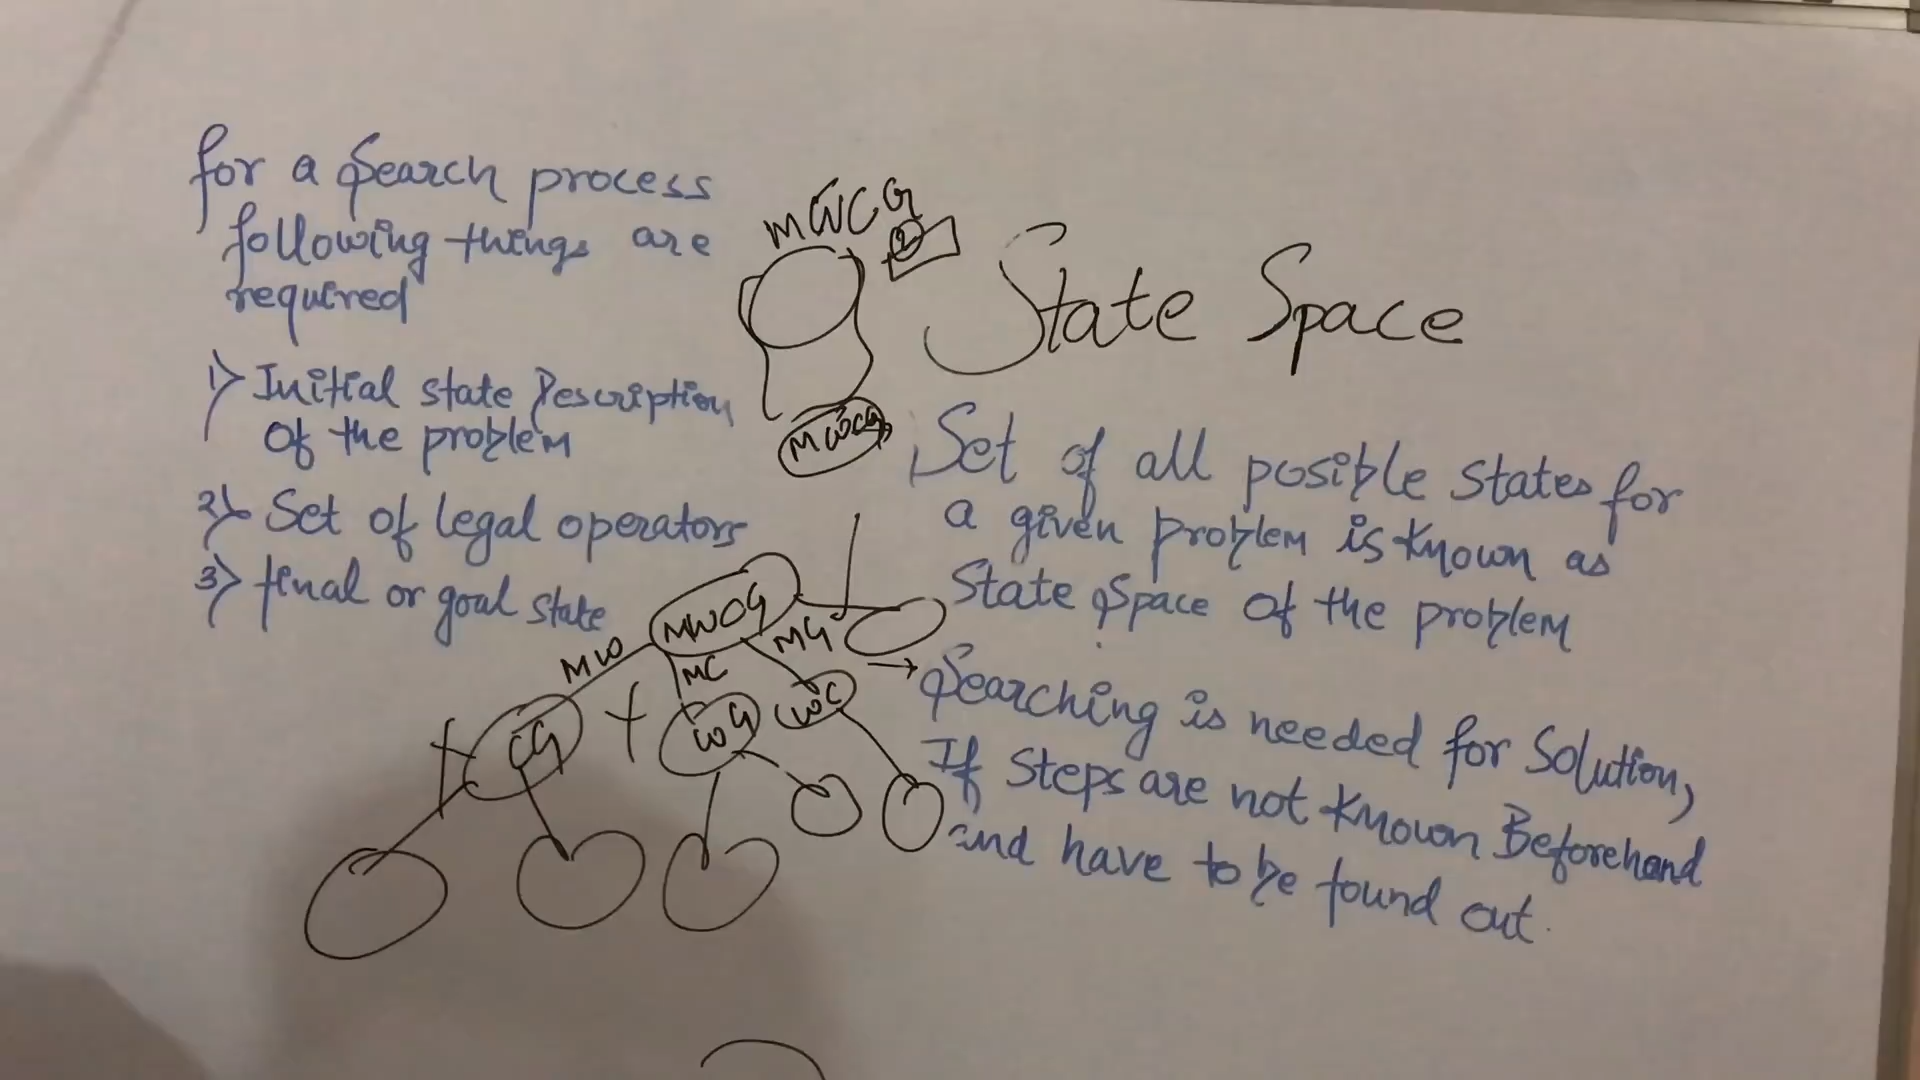 for a Search process
following things are
required
1) Initial state Description
of the problem
2) Set of legal operators
3) final or goal state
MWCG
2
MWCG
State Space
Set of all posible states for
a given problem is known as
State Space of the problem
→ Searching is needed for Solution,
If steps are not known Beforehand
and have to be found out.
MWCG
MW
MC
MG
CG
WG
WC